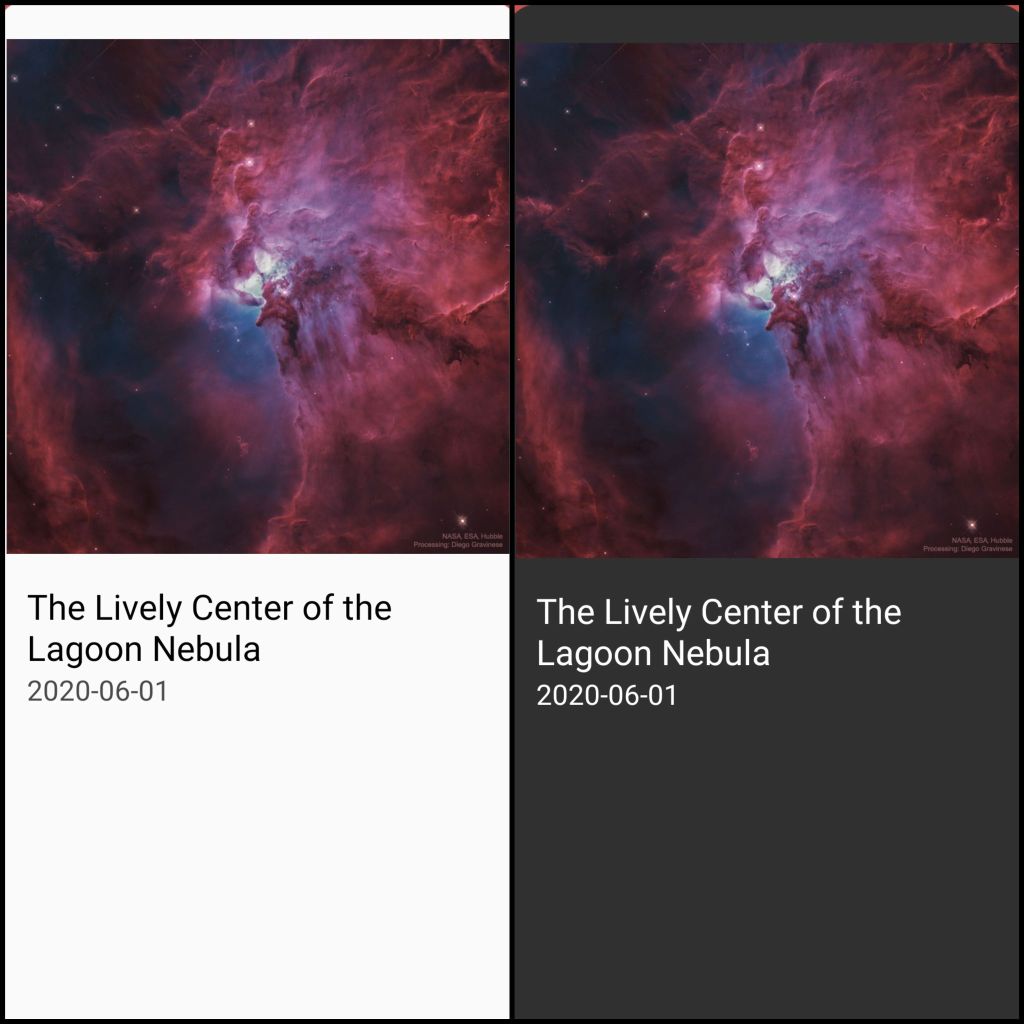 NASA, ESA, Hubble
Processing: Diego Gravinese
The Lively Center of the
Lagoon Nebula
2020-06-01
NASA, ESA, Hubble
Processing: Diego Gravinese
The Lively Center of the
Lagoon Nebula
2020-06-01